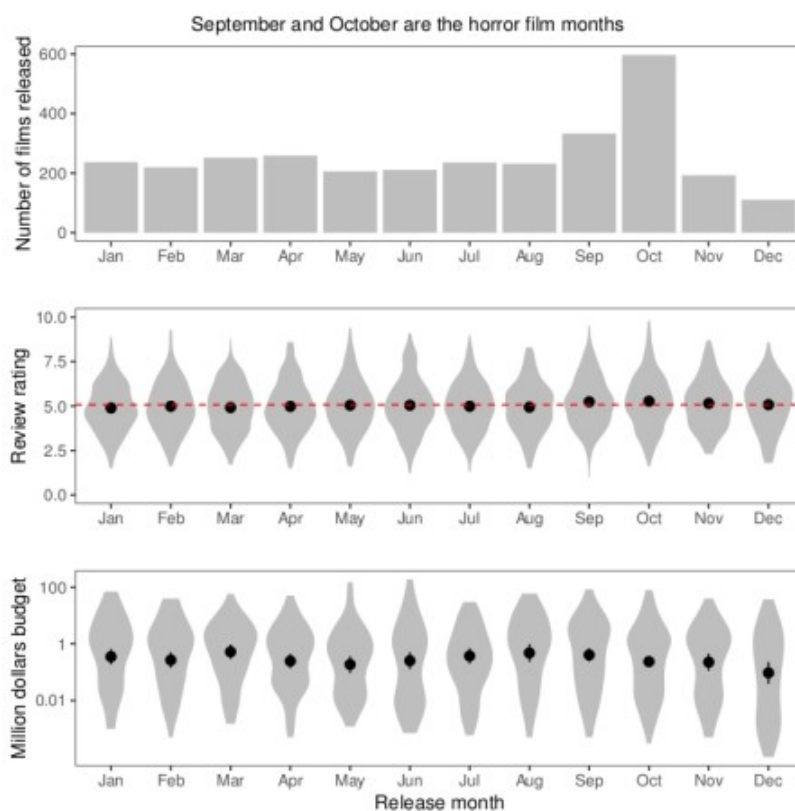 September and October are the horror film months
Number of films released
600
400
200
0
Jan Feb Mar Apr May Jun Jul Aug Sep Oct Nov Dec
Review rating
10.0
7.5
5.0
2.5
0.0
Jan Feb Mar Apr May Jun Jul Aug Sep Oct Nov Dec
Million dollars budget
100
1
0.01
Jan Feb Mar Apr May Jun Jul Aug Sep Oct Nov Dec
Release month